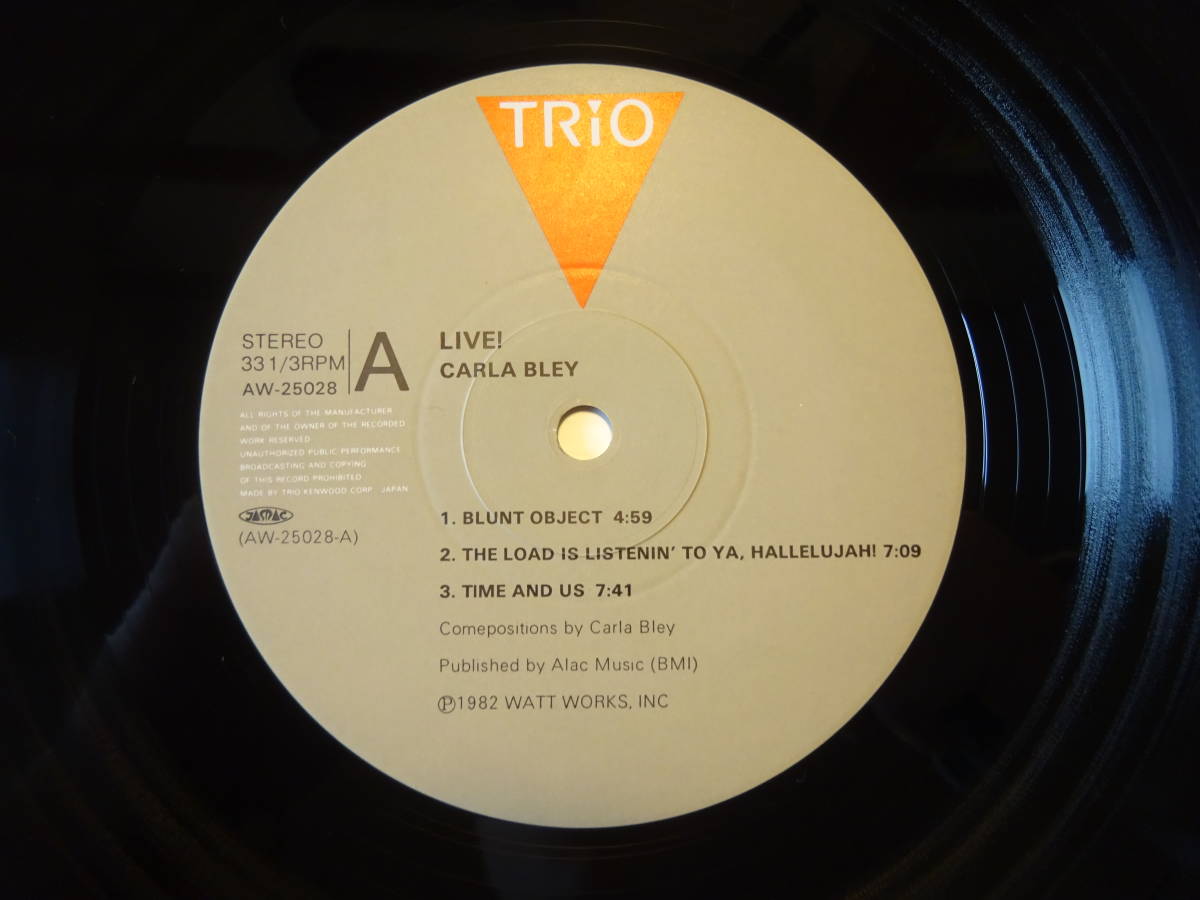 TRiO
STEREO
33 1/3RPM
AW-25028
A
LIVE!
CARLA BLEY
ALL RIGHTS OF THE MANUFACTURER
AND OF THE OWNER OF THE RECORDED
WORK RESERVED
UNAUTHORIZED PUBLIC PERFORMANCE
BROADCASTING AND COPYING
OF THIS RECORD PROHIBITED
MADE BY TRIO KENWOOD CORP. JAPAN
JASRAC
(AW-25028-A)
1. BLUNT OBJECT 4:59
2. THE LOAD IS LISTENIN' TO YA, HALLELUJAH! 7:09
3. TIME AND US 7:41
Comepositions by Carla Bley
Published by Alac Music (BMI)
Ⓟ1982 WATT WORKS, INC